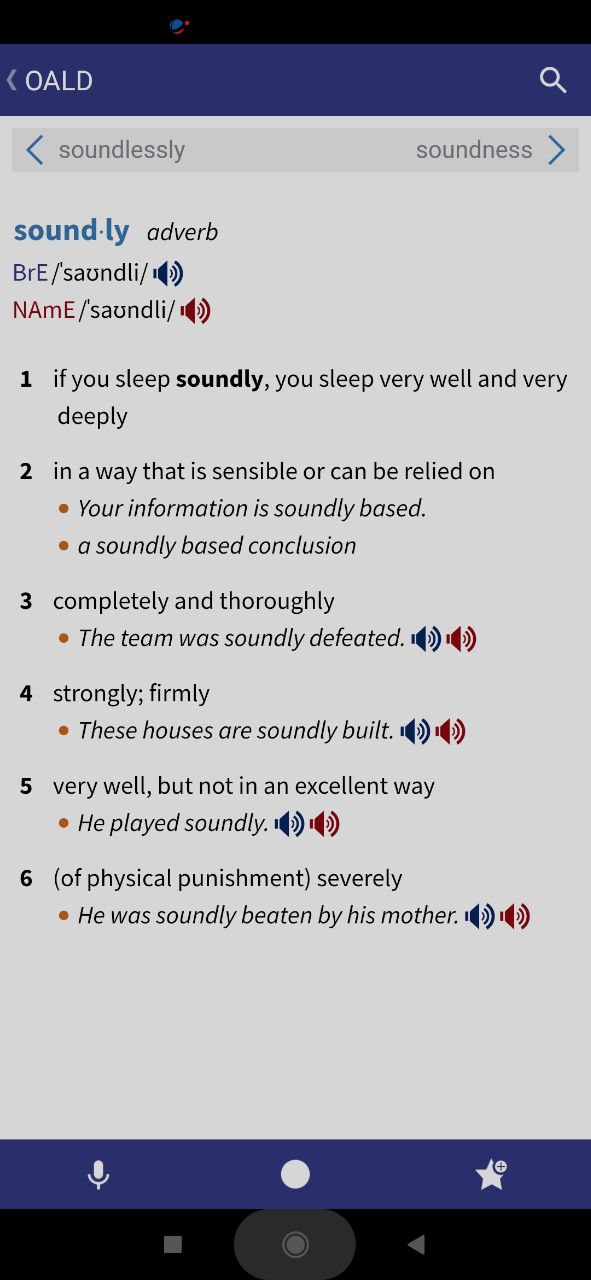 OALD
soundlessly soundness
sound·ly adverb
BrE /ˈsaʊndli/
NAmE /ˈsaʊndli/
1 if you sleep soundly, you sleep very well and very
deeply
2 in a way that is sensible or can be relied on
• Your information is soundly based.
• a soundly based conclusion
3 completely and thoroughly
• The team was soundly defeated.
4 strongly; firmly
• These houses are soundly built.
5 very well, but not in an excellent way
• He played soundly.
6 (of physical punishment) severely
• He was soundly beaten by his mother.